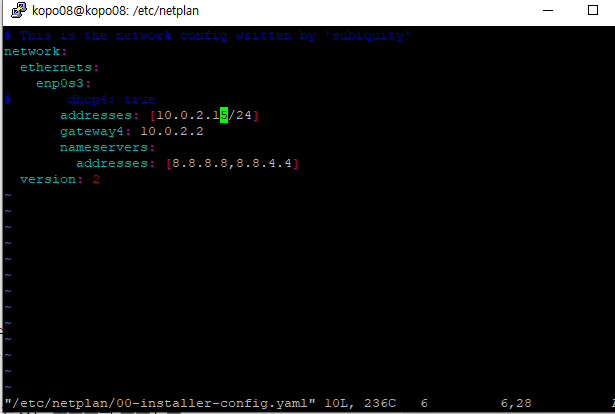 kopo08@kopo08: /etc/netplan
# This is the network config written by 'subiquity'
network:
  ethernets:
    enp0s3:
#      dhcp4: true
       addresses: [10.0.2.15/24]
       gateway4: 10.0.2.2
       nameservers:
         addresses: [8.8.8.8,8.8.4.4]
  version: 2
~
~
~
~
~
~
~
~
~
~
~
~
~
"/etc/netplan/00-installer-config.yaml" 10L, 236C   6         6,28